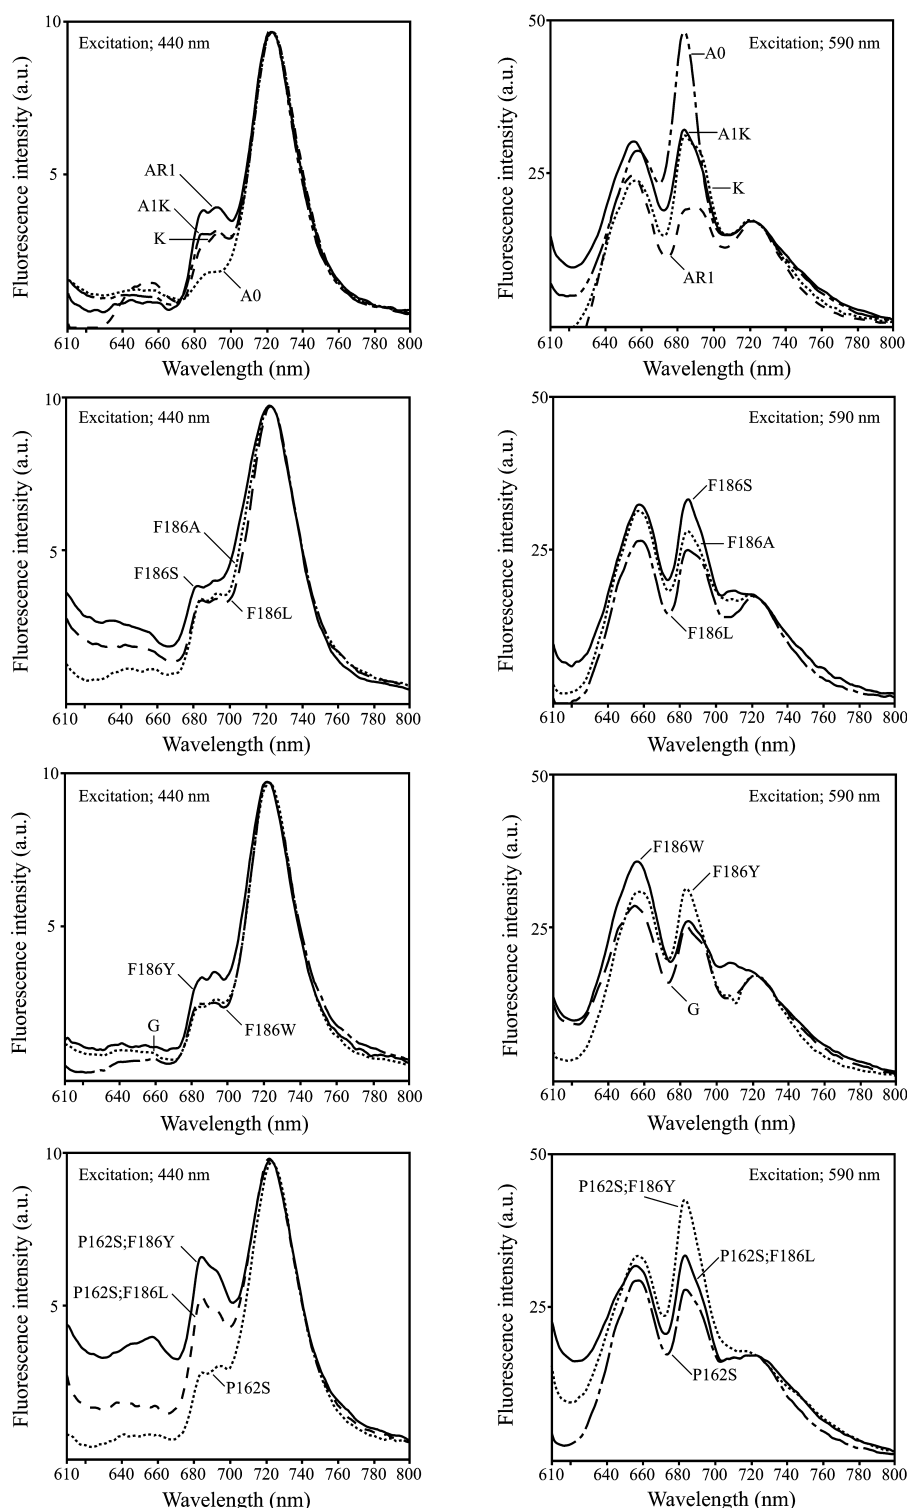 10
Excitation; 440 nm
AR1
5
A1K
K
A0
610 640 660 680 700 720 740 760 780 800
Wavelength (nm)
Fluorescence intensity (a.u.)
50
Excitation; 590 nm
A0
A1K
25
K
AR1
610 640 660 680 700 720 740 760 780 800
Wavelength (nm)
Fluorescence intensity (a.u.)
10
Excitation; 440 nm
F186A
5
F186S
F186L
610 640 660 680 700 720 740 760 780 800
Wavelength (nm)
Fluorescence intensity (a.u.)
50
Excitation; 590 nm
F186S
25
F186A
F186L
610 640 660 680 700 720 740 760 780 800
Wavelength (nm)
Fluorescence intensity (a.u.)
10
Excitation; 440 nm
5
F186Y
G
F186W
610 640 660 680 700 720 740 760 780 800
Wavelength (nm)
Fluorescence intensity (a.u.)
50
Excitation; 590 nm
F186W
F186Y
25
G
610 640 660 680 700 720 740 760 780 800
Wavelength (nm)
Fluorescence intensity (a.u.)
10
Excitation; 440 nm
P162S;F186Y
P162S;F186L
5
P162S
610 640 660 680 700 720 740 760 780 800
Wavelength (nm)
Fluorescence intensity (a.u.)
50
Excitation; 590 nm
P162S;F186Y
P162S;F186L
25
P162S
610 640 660 680 700 720 740 760 780 800
Wavelength (nm)
Fluorescence intensity (a.u.)